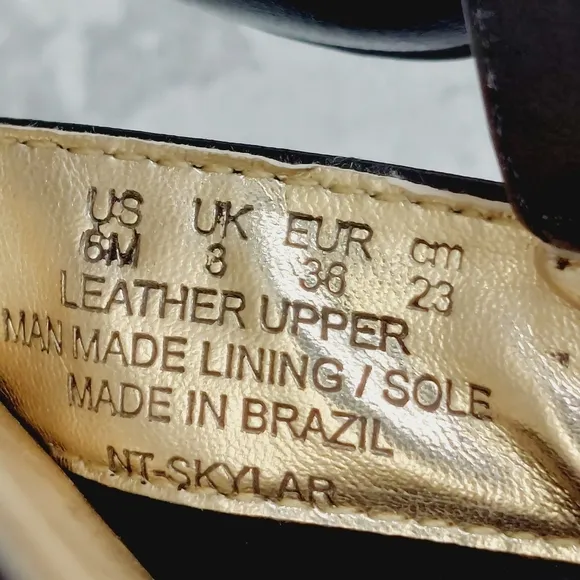 US UK EUR cm
6M 3 36 23
LEATHER UPPER
MAN MADE LINING / SOLE
MADE IN BRAZIL
NT-SKYLAR